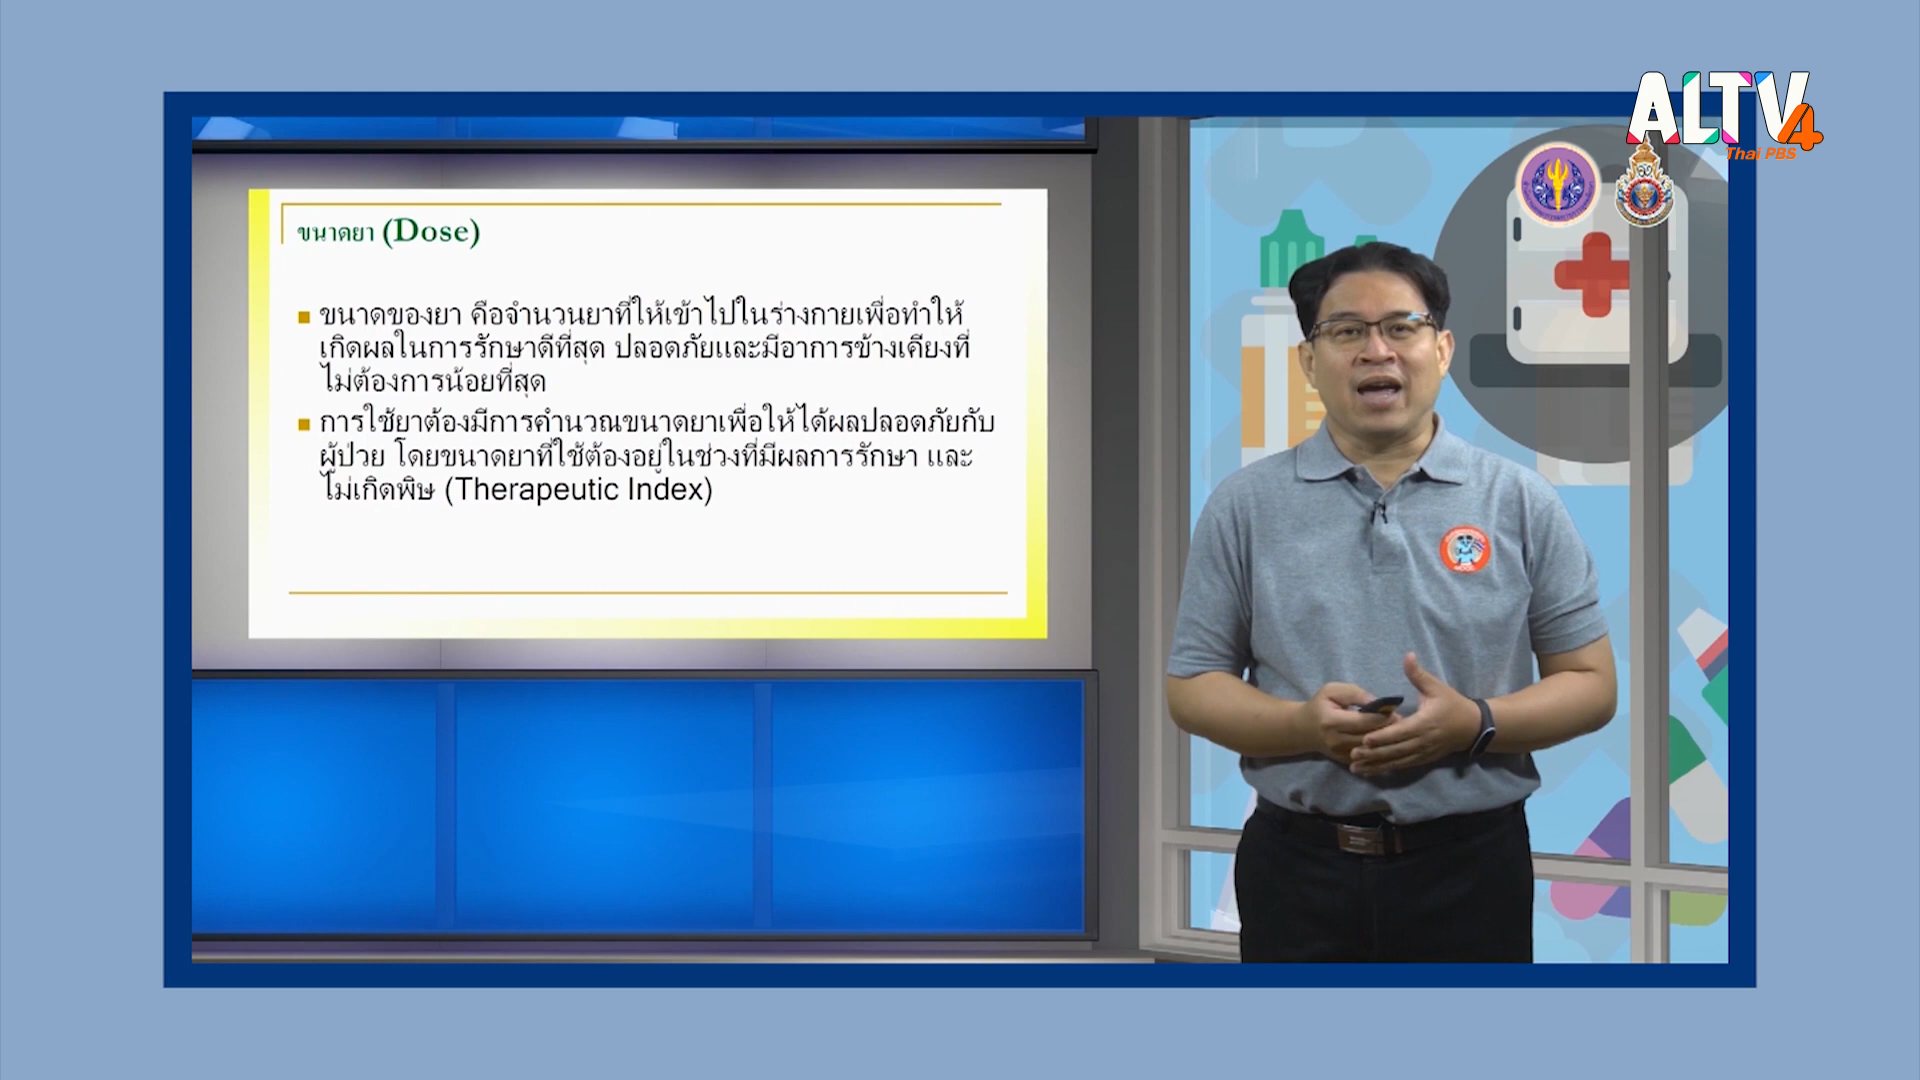 ALTV4
Thai PBS
ขนาดยา (Dose)
ขนาดของยา คือจำนวนยาที่ให้เข้าไปในร่างกายเพื่อทำให้
เกิดผลในการรักษาดีที่สุด ปลอดภัยและมีอาการข้างเคียงที่
ไม่ต้องการน้อยที่สุด
การใช้ยาต้องมีการคำนวณขนาดยาเพื่อให้ได้ผลปลอดภัยกับ
ผู้ป่วย โดยขนาดยาที่ใช้ต้องอยู่ในช่วงที่มีผลการรักษา และ
ไม่เกิดพิษ (Therapeutic Index)